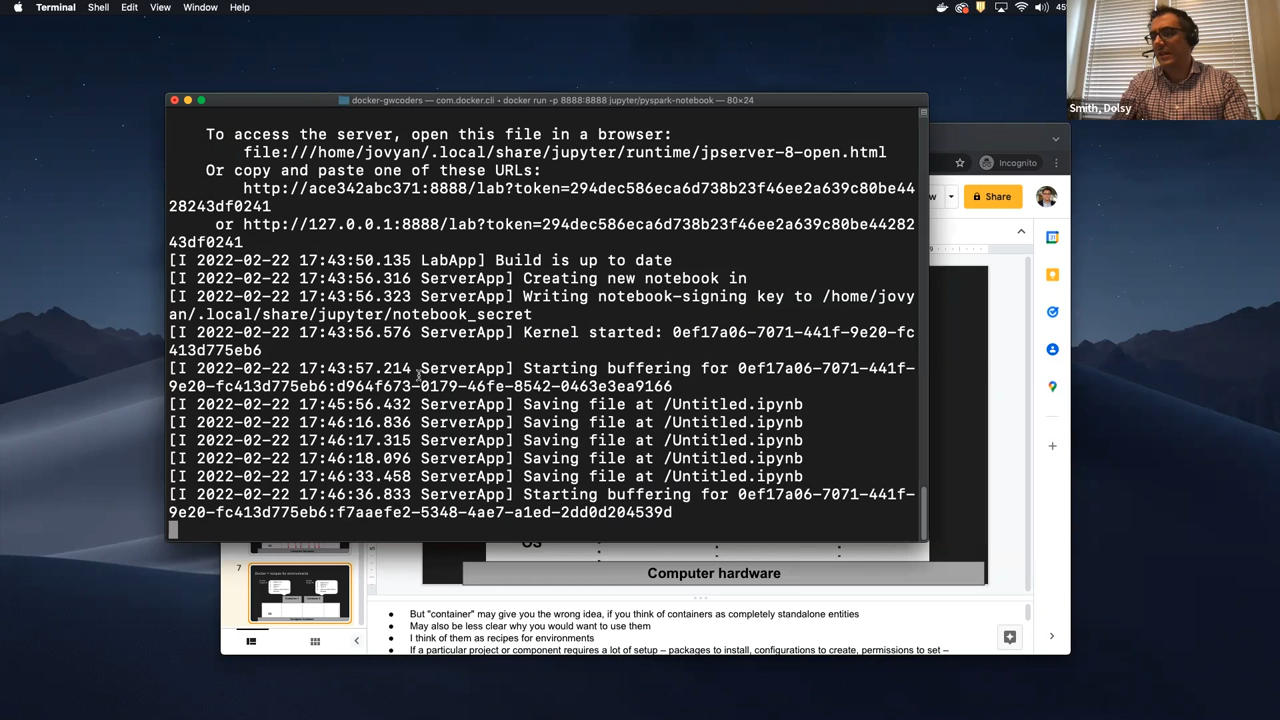 Terminal Shell Edit View Window Help
45
docker-gwcoders — com.docker.cli • docker run -p 8888:8888 jupyter/pyspark-notebook — 80×24
Smith, Dolsy
To access the server, open this file in a browser:
file:///home/jovyan/.local/share/jupyter/runtime/jpserver-8-open.html
Or copy and paste one of these URLs:
http://ace342abc371:8888/lab?token=294dec586eca6d738b23f46ee2a639c80be44
28243df0241
or http://127.0.0.1:8888/lab?token=294dec586eca6d738b23f46ee2a639c80be44282
43df0241
[I 2022-02-22 17:43:50.135 LabApp] Build is up to date
[I 2022-02-22 17:43:56.316 ServerApp] Creating new notebook in
[I 2022-02-22 17:43:56.323 ServerApp] Writing notebook-signing key to /home/jovy
an/.local/share/jupyter/notebook_secret
[I 2022-02-22 17:43:56.576 ServerApp] Kernel started: 0ef17a06-7071-441f-9e20-fc
413d775eb6
[I 2022-02-22 17:43:57.214 ServerApp] Starting buffering for 0ef17a06-7071-441f-
9e20-fc413d775eb6:d964f673-0179-46fe-8542-0463e3ea9166
[I 2022-02-22 17:45:56.432 ServerApp] Saving file at /Untitled.ipynb
[I 2022-02-22 17:46:16.836 ServerApp] Saving file at /Untitled.ipynb
[I 2022-02-22 17:46:17.315 ServerApp] Saving file at /Untitled.ipynb
[I 2022-02-22 17:46:18.096 ServerApp] Saving file at /Untitled.ipynb
[I 2022-02-22 17:46:33.458 ServerApp] Saving file at /Untitled.ipynb
[I 2022-02-22 17:46:36.833 ServerApp] Starting buffering for 0ef17a06-7071-441f-
9e20-fc413d775eb6:f7aaefe2-5348-4ae7-a1ed-2dd0d204539d
Incognito
w
Share
31
OS
Computer hardware
7
5
● But "container" may give you the wrong idea, if you think of containers as completely standalone entities
● May also be less clear why you would want to use them
● I think of them as recipes for environments
● If a particular project or component requires a lot of setup – packages to install, configurations to create, permissions to set –